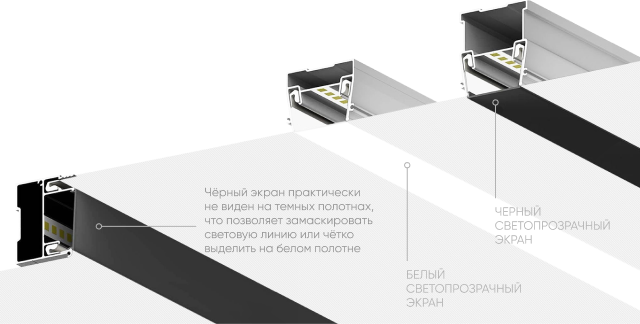 Чёрный экран практически
не виден на темных полотнах,
что позволяет замаскировать
световую линию или чётко
выделить на белом полотне
ЧЕРНЫЙ
СВЕТОПРОЗРАЧНЫЙ
ЭКРАН
БЕЛЫЙ
СВЕТОПРОЗРАЧНЫЙ
ЭКРАН